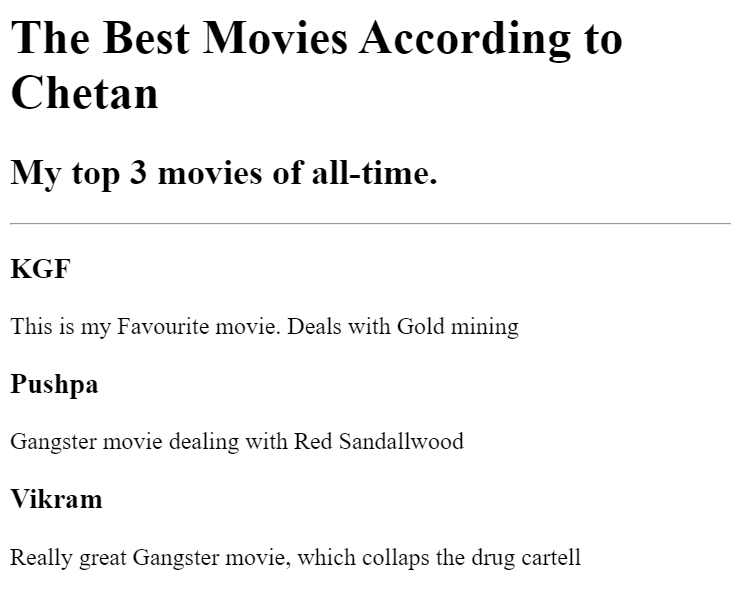 The Best Movies According to
Chetan
My top 3 movies of all-time.
KGF
This is my Favourite movie. Deals with Gold mining
Pushpa
Gangster movie dealing with Red Sandallwood
Vikram
Really great Gangster movie, which collaps the drug cartell